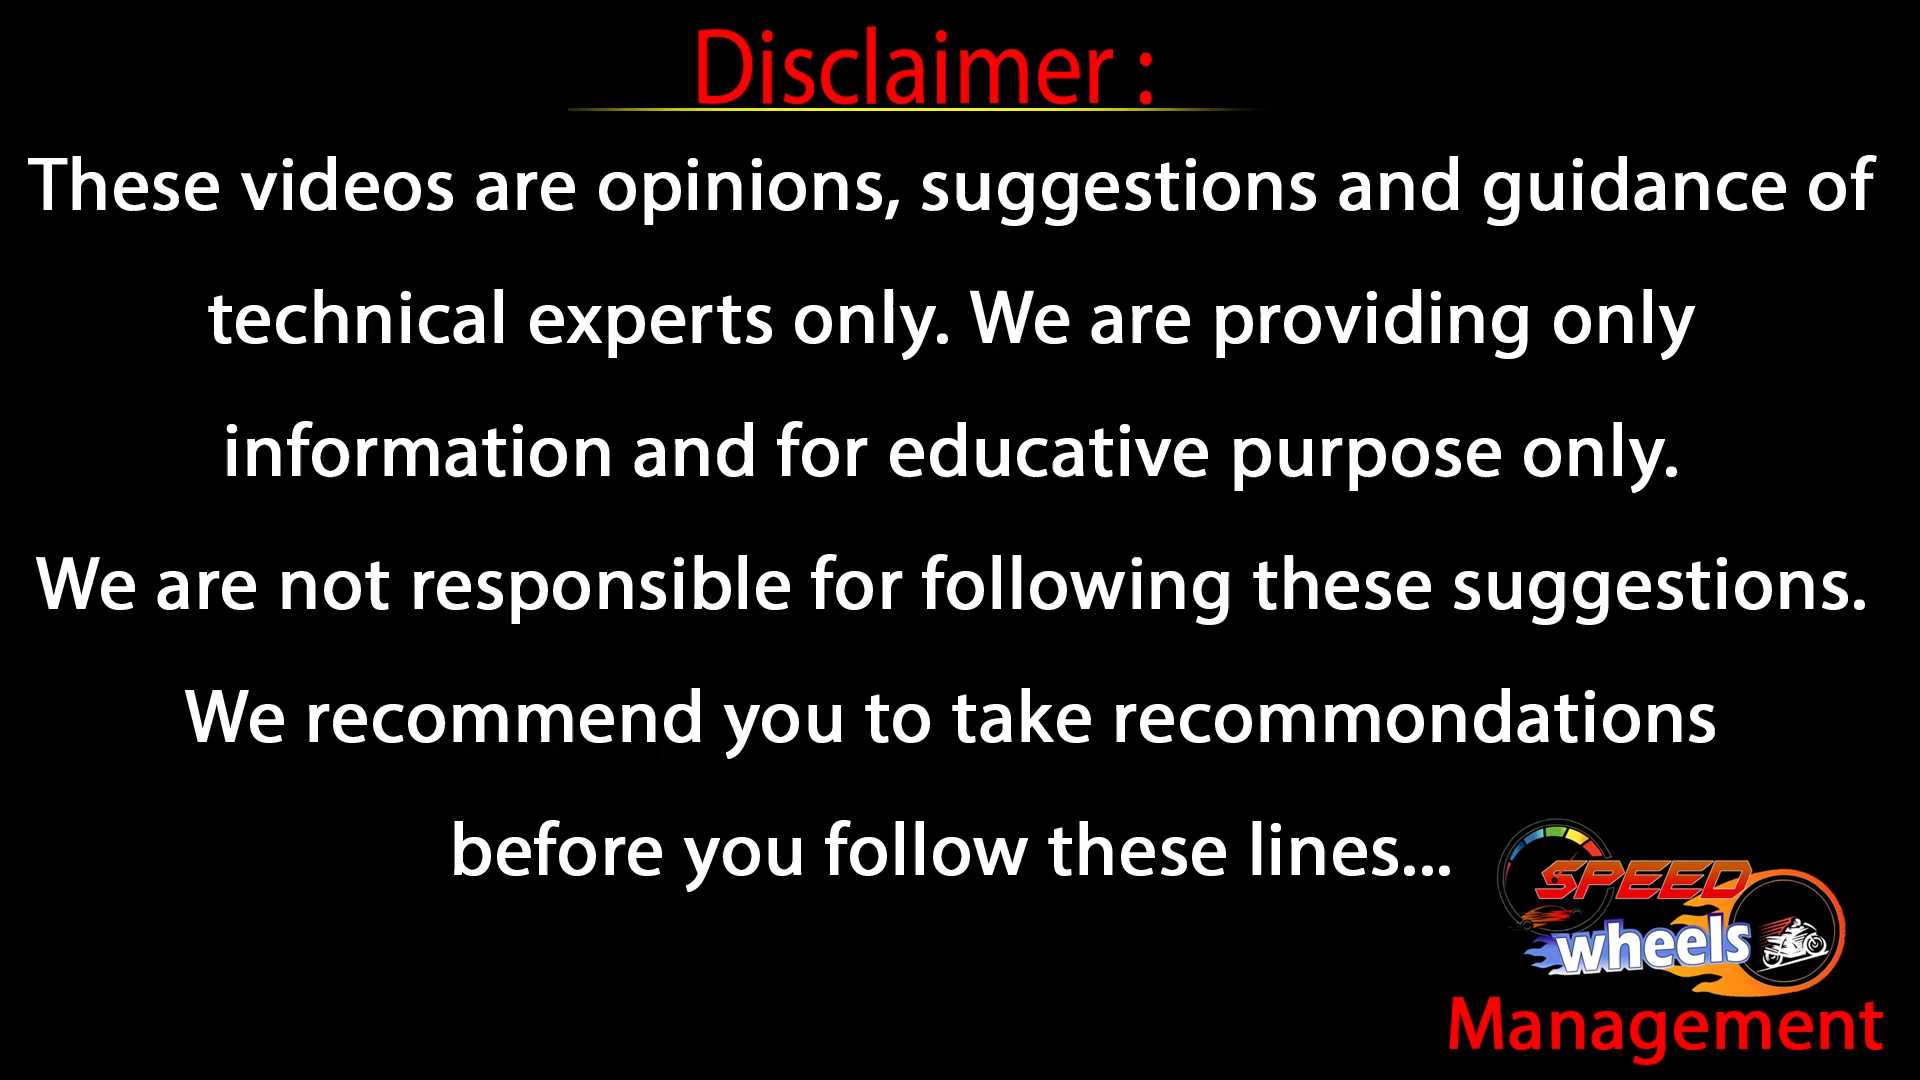 Disclaimer :
These videos are opinions, suggestions and guidance of
technical experts only. We are providing only
information and for educative purpose only.
We are not responsible for following these suggestions.
We recommend you to take recommondations
before you follow these lines...
SPEED
wheels
Management